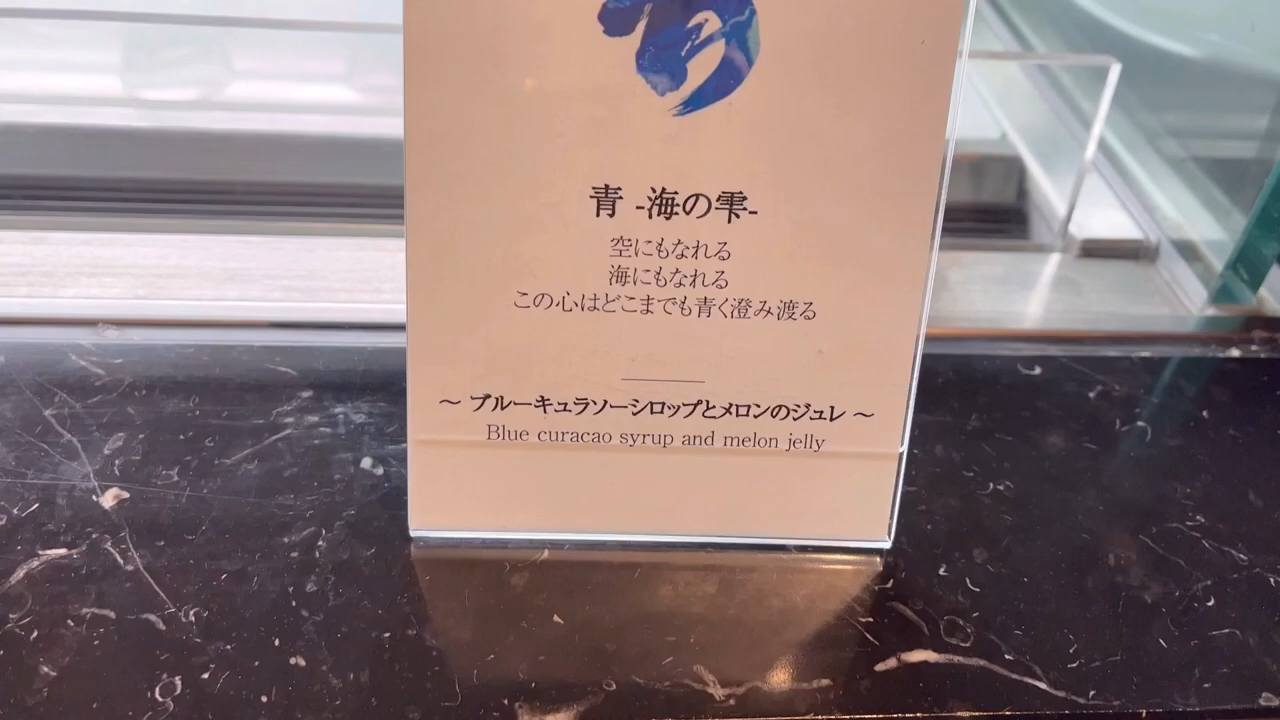 青 -海の雫-
空にもなれる
海にもなれる
この心はどこまでも青く澄み渡る
～ ブルーキュラソーシロップとメロンのジュレ ～
Blue curacao syrup and melon jelly